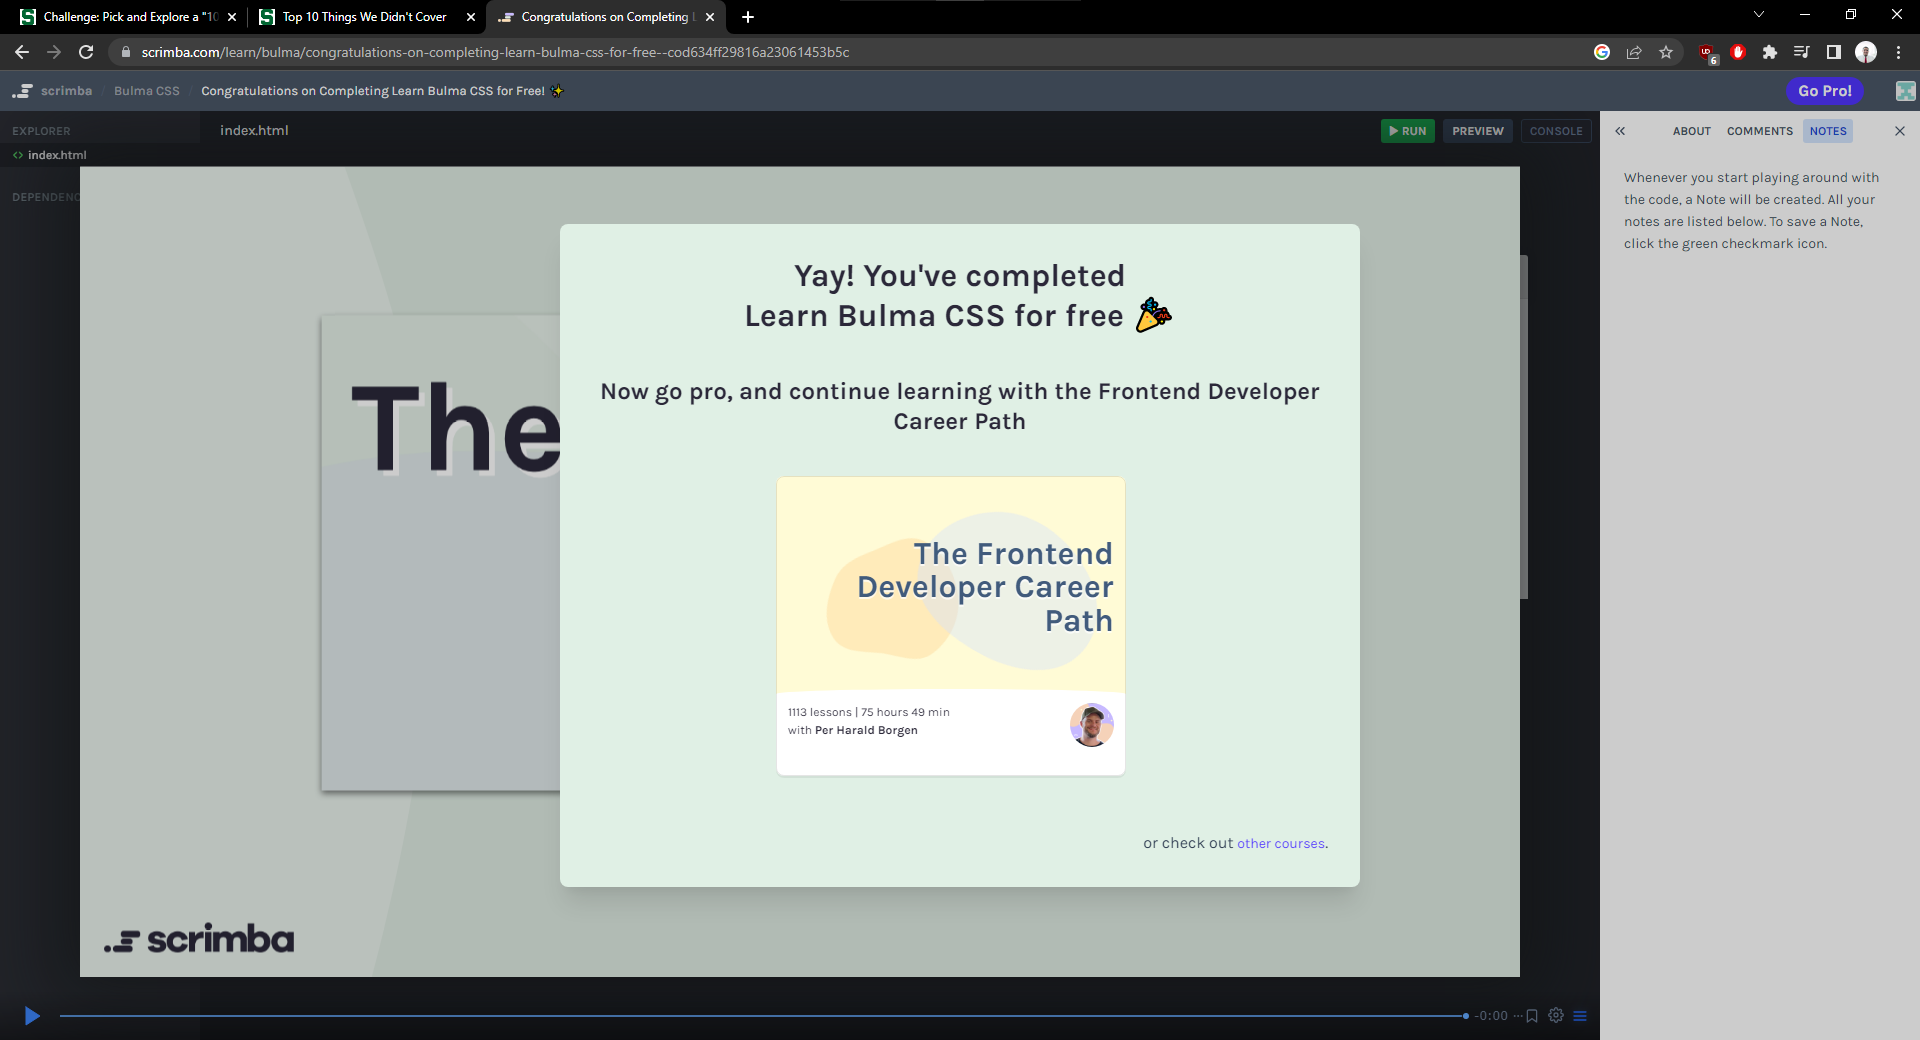 Challenge: Pick and Explore a "10
Top 10 Things We Didn't Cover
Congratulations on Completing L
scrimba.com/learn/bulma/congratulations-on-completing-learn-bulma-css-for-free--cod634ff29816a23061453b5c
6
scrimba / Bulma CSS / Congratulations on Completing Learn Bulma CSS for Free! ✨
Go Pro!
EXPLORER
index.html
RUN
PREVIEW
CONSOLE
ABOUT
COMMENTS
NOTES
<> index.html
DEPENDENC
Whenever you start playing around with
the code, a Note will be created. All your
notes are listed below. To save a Note,
click the green checkmark icon.
The
Yay! You've completed
Learn Bulma CSS for free 🎉
Now go pro, and continue learning with the Frontend Developer
Career Path
The Frontend
Developer Career
Path
1113 lessons | 75 hours 49 min
with Per Harald Borgen
or check out other courses.
scrimba
-0:00